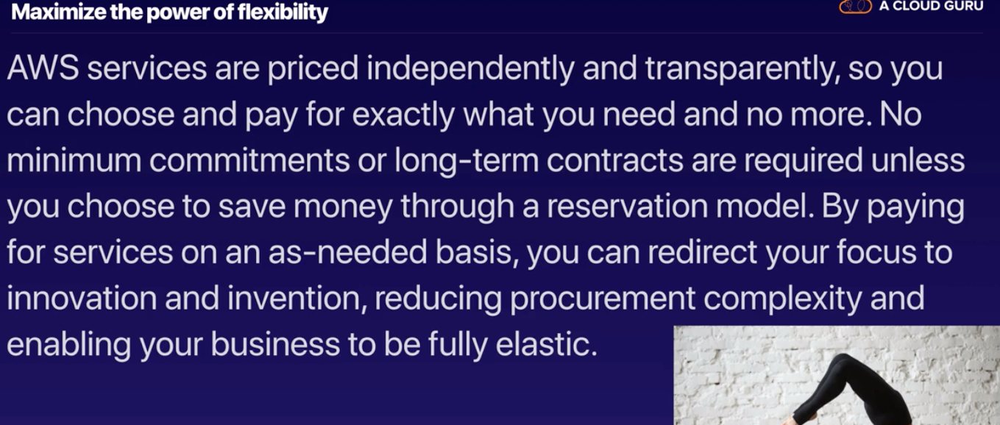 Maximize the power of flexibility
A CLOUD GURU
AWS services are priced independently and transparently, so you
can choose and pay for exactly what you need and no more. No
minimum commitments or long-term contracts are required unless
you choose to save money through a reservation model. By paying
for services on an as-needed basis, you can redirect your focus to
innovation and invention, reducing procurement complexity and
enabling your business to be fully elastic.